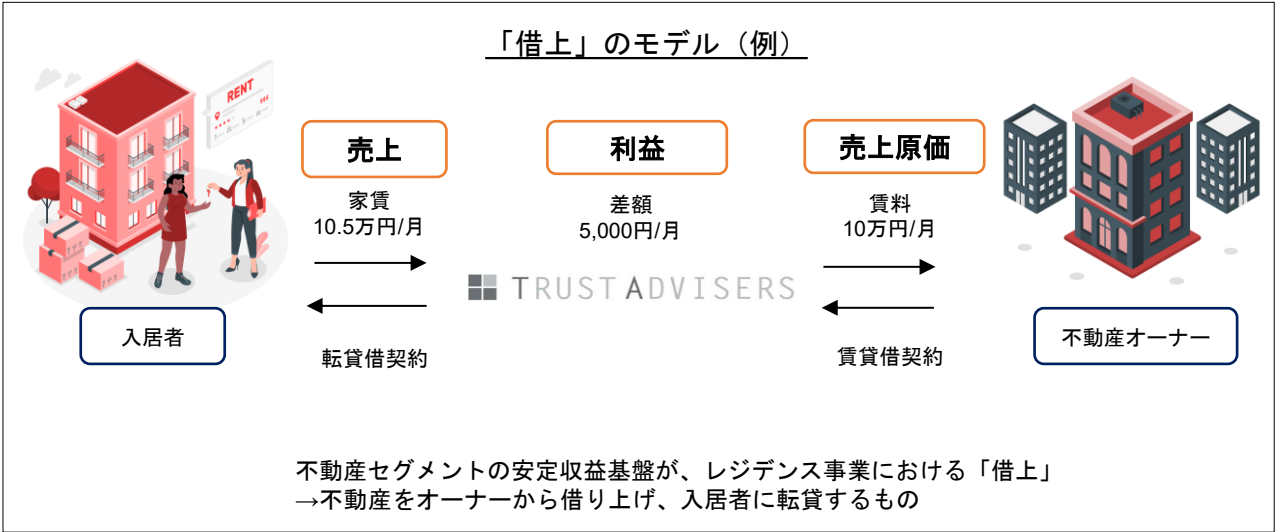 「借上」のモデル（例）
RENT
$$$
売上
利益
売上原価
家賃
10.5万円/月
差額
5,000円/月
賃料
10万円/月
TRUST ADVISERS
入居者
転貸借契約
賃貸借契約
不動産オーナー
不動産セグメントの安定収益基盤が、レジデンス事業における「借上」
→不動産をオーナーから借り上げ、入居者に転貸するもの